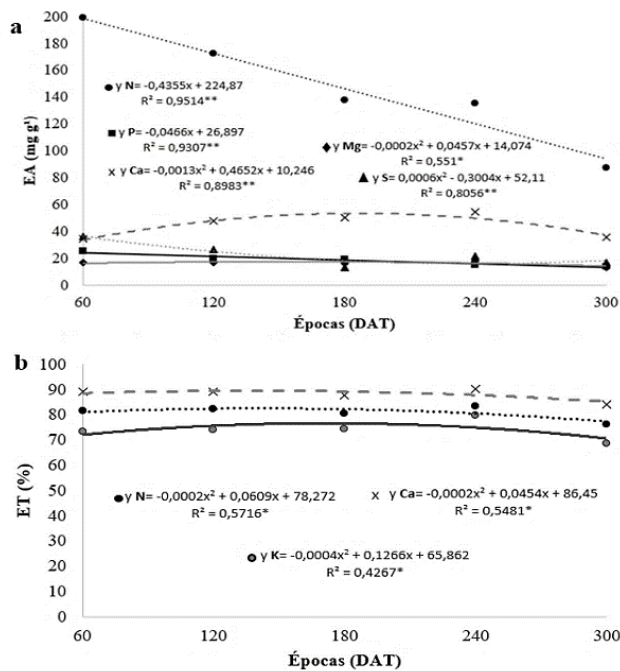 a
EA (mg g¹)
200
180
160
140
120
100
80
60
40
20
0
y N= -0,4355x + 224,87
R² = 0,9514**
y P= -0,0466x + 26,897
R² = 0,9307**
y Mg= -0,0002x² + 0,0457x + 14,074
R² = 0,551*
y Ca= -0,0013x² + 0,4652x + 10,246
R² = 0,8983**
y S= 0,0006x² - 0,3004x + 52,11
R² = 0,8056**
60 120 180 240 300
Épocas (DAT)
b
ET (%)
100
90
80
70
60
50
40
30
20
10
0
y N= -0,0002x² + 0,0609x + 78,272
R² = 0,5716*
y Ca= -0,0002x² + 0,0454x + 86,45
R² = 0,5481*
y K= -0,0004x² + 0,1266x + 65,862
R² = 0,4267*
60 120 180 240 300
Épocas (DAT)